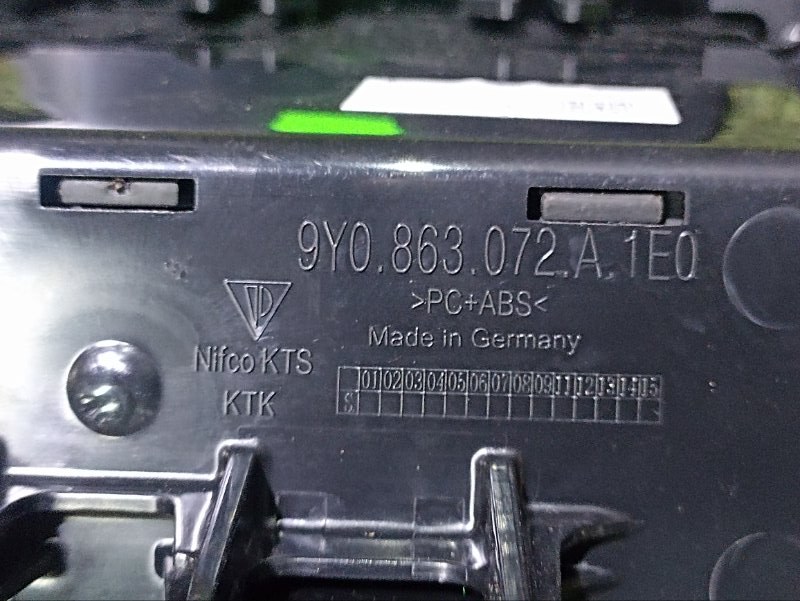 9Y0.863.072.A.1E0
>PC+ABS<
Made in Germany
Nifco KTS
KTK
01 02 03 04 05 06 07 08 09 11 12 13 14 15
S